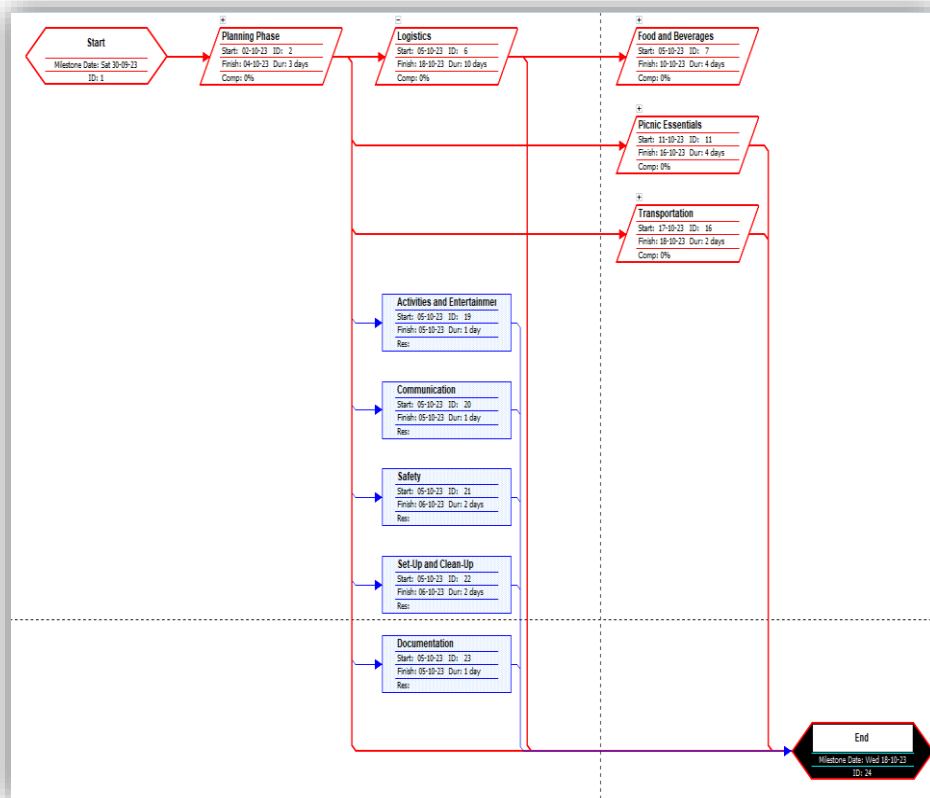 Start
Milestone Date: Sat 30-09-23
ID: 1
Planning Phase
Start: 02-10-23 ID: 2
Finish: 04-10-23 Dur: 3 days
Comp: 0%
Logistics
Start: 05-10-23 ID: 6
Finish: 18-10-23 Dur: 10 days
Comp: 0%
Food and Beverages
Start: 05-10-23 ID: 7
Finish: 10-10-23 Dur: 4 days
Comp: 0%
Picnic Essentials
Start: 11-10-23 ID: 11
Finish: 16-10-23 Dur: 4 days
Comp: 0%
Transportation
Start: 17-10-23 ID: 16
Finish: 18-10-23 Dur: 2 days
Comp: 0%
Activities and Entertainmer
Start: 05-10-23 ID: 19
Finish: 05-10-23 Dur: 1 day
Res:
Communication
Start: 05-10-23 ID: 20
Finish: 05-10-23 Dur: 1 day
Res:
Safety
Start: 05-10-23 ID: 21
Finish: 06-10-23 Dur: 2 days
Res:
Set-Up and Clean-Up
Start: 05-10-23 ID: 22
Finish: 06-10-23 Dur: 2 days
Res:
Documentation
Start: 05-10-23 ID: 23
Finish: 05-10-23 Dur: 1 day
Res:
End
Milestone Date: Wed 18-10-23
ID: 24